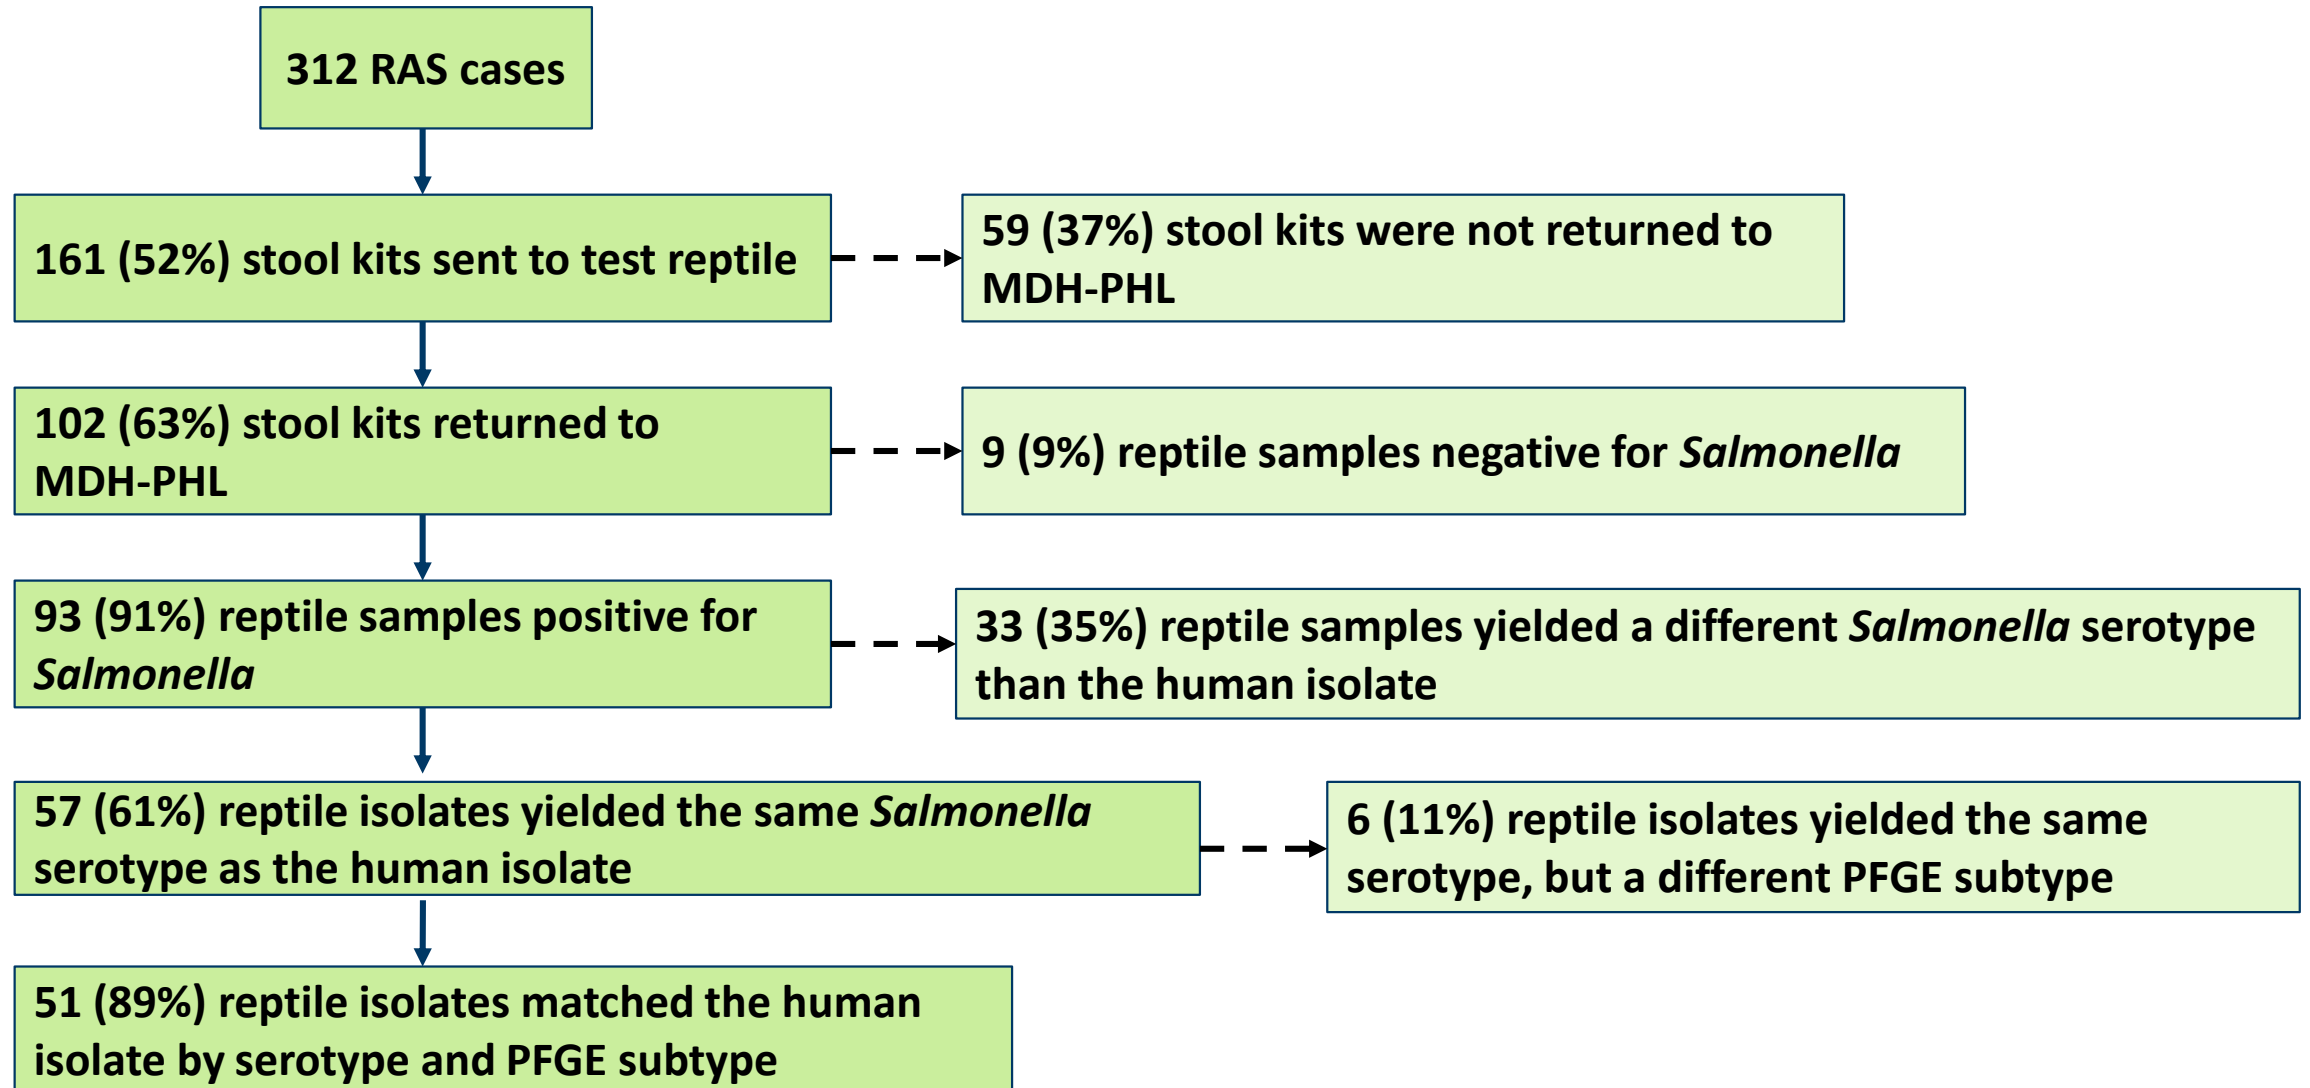 312 RAS cases
161 (52%) stool kits sent to test reptile
59 (37%) stool kits were not returned to
MDH-PHL
102 (63%) stool kits returned to
MDH-PHL
9 (9%) reptile samples negative for Salmonella
93 (91%) reptile samples positive for
Salmonella
33 (35%) reptile samples yielded a different Salmonella serotype
than the human isolate
57 (61%) reptile isolates yielded the same Salmonella
serotype as the human isolate
6 (11%) reptile isolates yielded the same
serotype, but a different PFGE subtype
51 (89%) reptile isolates matched the human
isolate by serotype and PFGE subtype